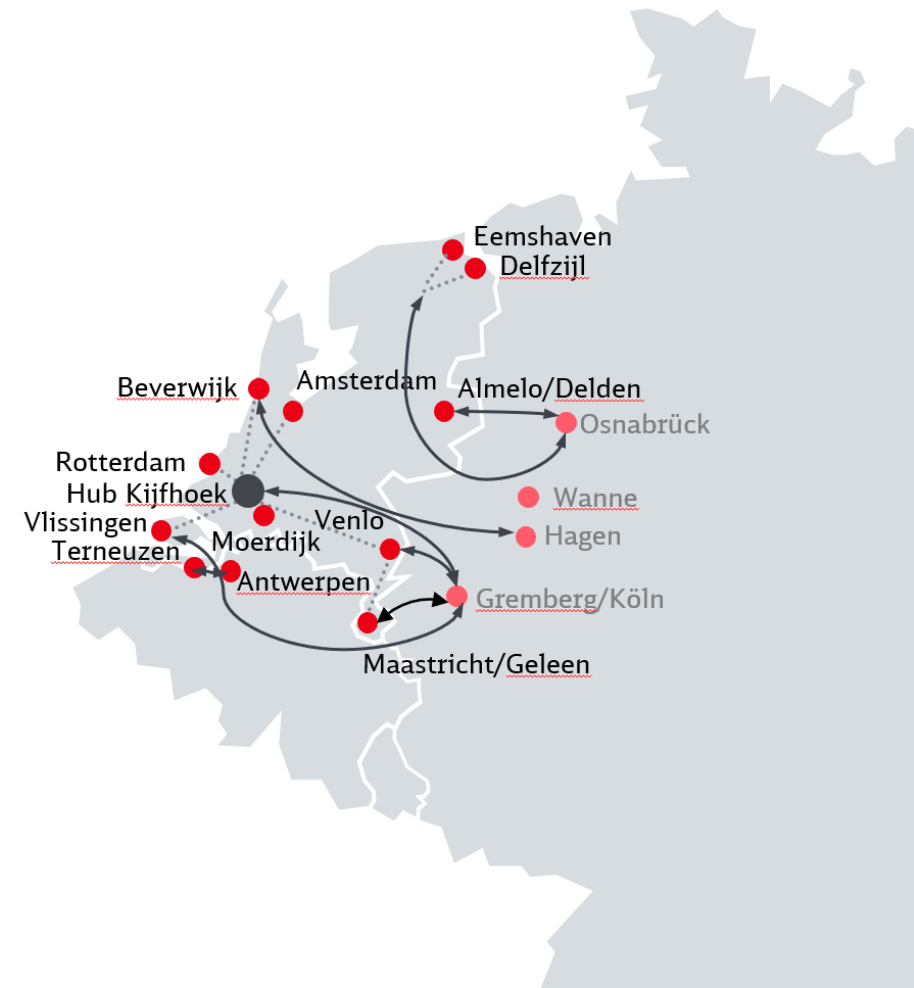 Eemshaven
Delfzijl
Beverwijk
Amsterdam
Almelo/Delden
Osnabrück
Rotterdam
Hub Kijfhoek
Wanne
Vlissingen
Venlo
Hagen
Terneuzen
Moerdijk
Antwerpen
Gremberg/Köln
Maastricht/Geleen